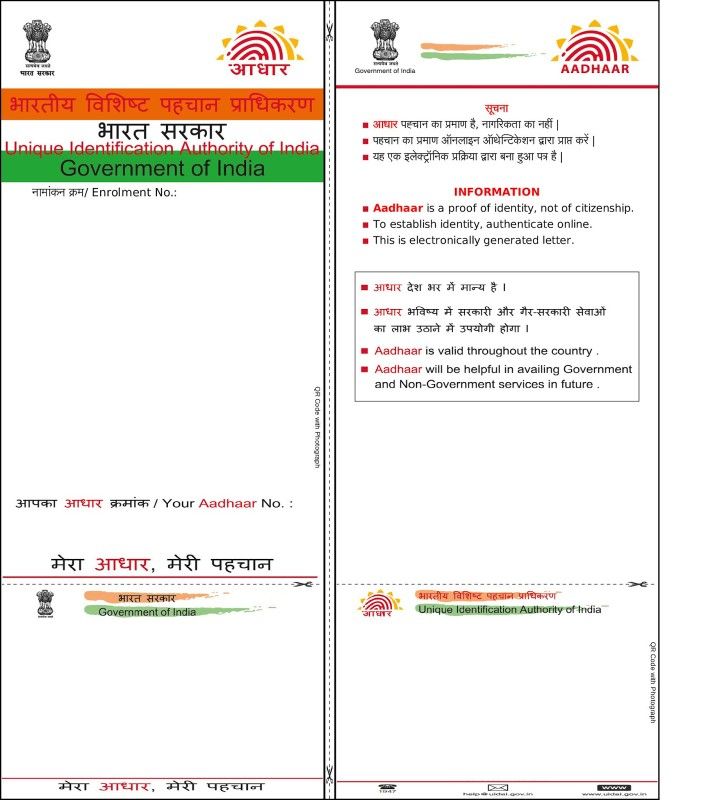 सत्यमेव जयते
भारत सरकार
आधार
भारतीय विशिष्ट पहचान प्राधिकरण
भारत सरकार
Unique Identification Authority of India
Government of India
नामांकन क्रम/ Enrolment No.:
QR Code with Photograph
आपका आधार क्रमांक / Your Aadhaar No. :
मेरा आधार, मेरी पहचान
सत्यमेव जयते
Government of India
AADHAAR
सूचना
आधार पहचान का प्रमाण है, नागरिकता का नहीं |
पहचान का प्रमाण ऑनलाइन ऑथेन्टिकेशन द्वारा प्राप्त करें |
यह एक इलेक्ट्रॉनिक प्रक्रिया द्वारा बना हुआ पत्र है |
INFORMATION
Aadhaar is a proof of identity, not of citizenship.
To establish identity, authenticate online.
This is electronically generated letter.
आधार देश भर में मान्य है ।
आधार भविष्य में सरकारी और गैर-सरकारी सेवाओं
का लाभ उठाने में उपयोगी होगा ।
Aadhaar is valid throughout the country .
Aadhaar will be helpful in availing Government
and Non-Government services in future .
भारत सरकार
Government of India
मेरा आधार, मेरी पहचान
आधार
भारतीय विशिष्ट पहचान प्राधिकरण
Unique Identification Authority of India
QR Code with Photograph
1947
help@uidai.gov.in
www
www.uidai.gov.in